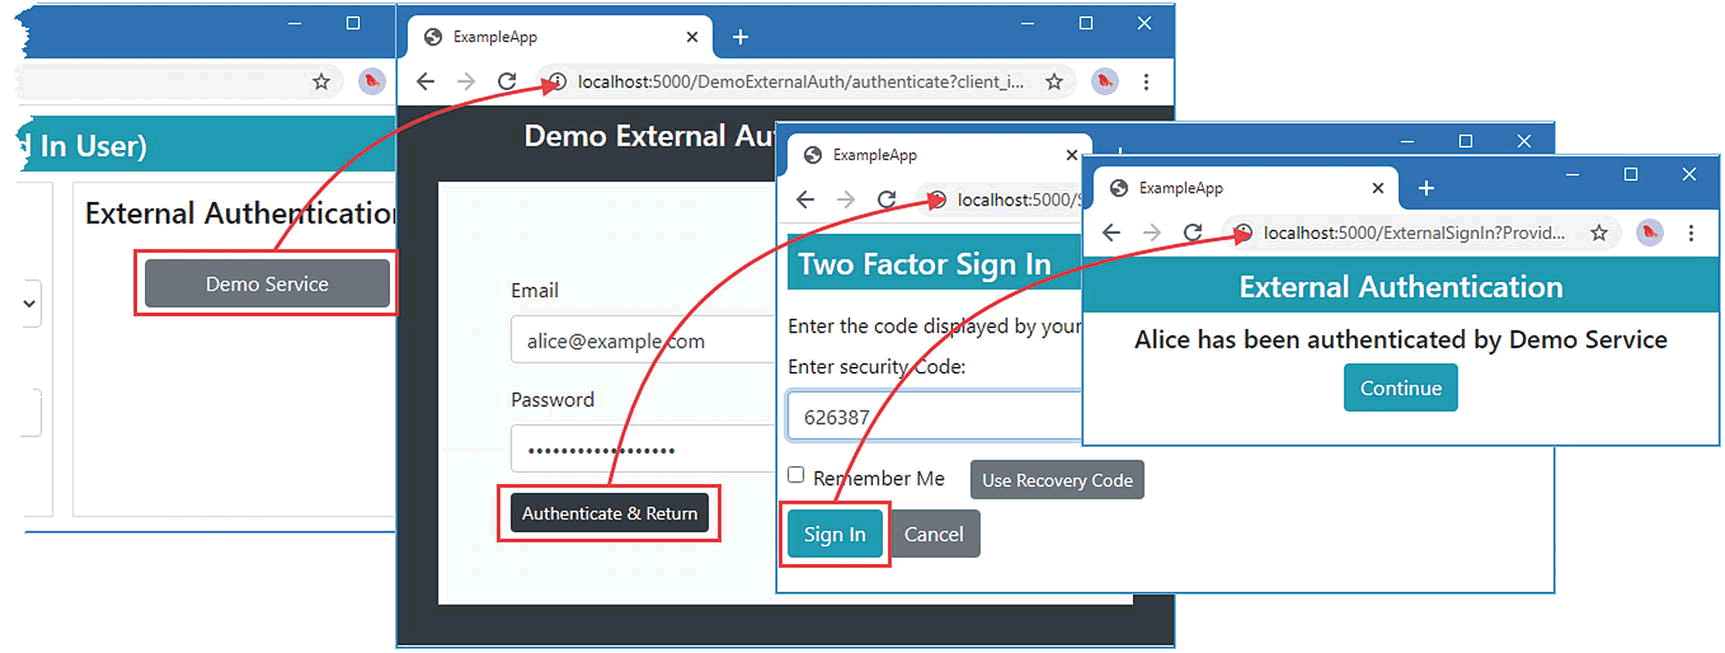 In User)
External Authentication
Demo Service
ExampleApp
localhost:5000/DemoExternalAuth/authenticate?client_i...
Demo External
Email
alice@example.com
Password
••••••••••••••••••
Authenticate & Return
ExampleApp
localhost:5000/S
Two Factor Sign In
Enter the code displayed by your
Enter security Code:
626387
Remember Me
Use Recovery Code
Sign In
Cancel
ExampleApp
localhost:5000/ExternalSignIn?Provid...
External Authentication
Alice has been authenticated by Demo Service
Continue